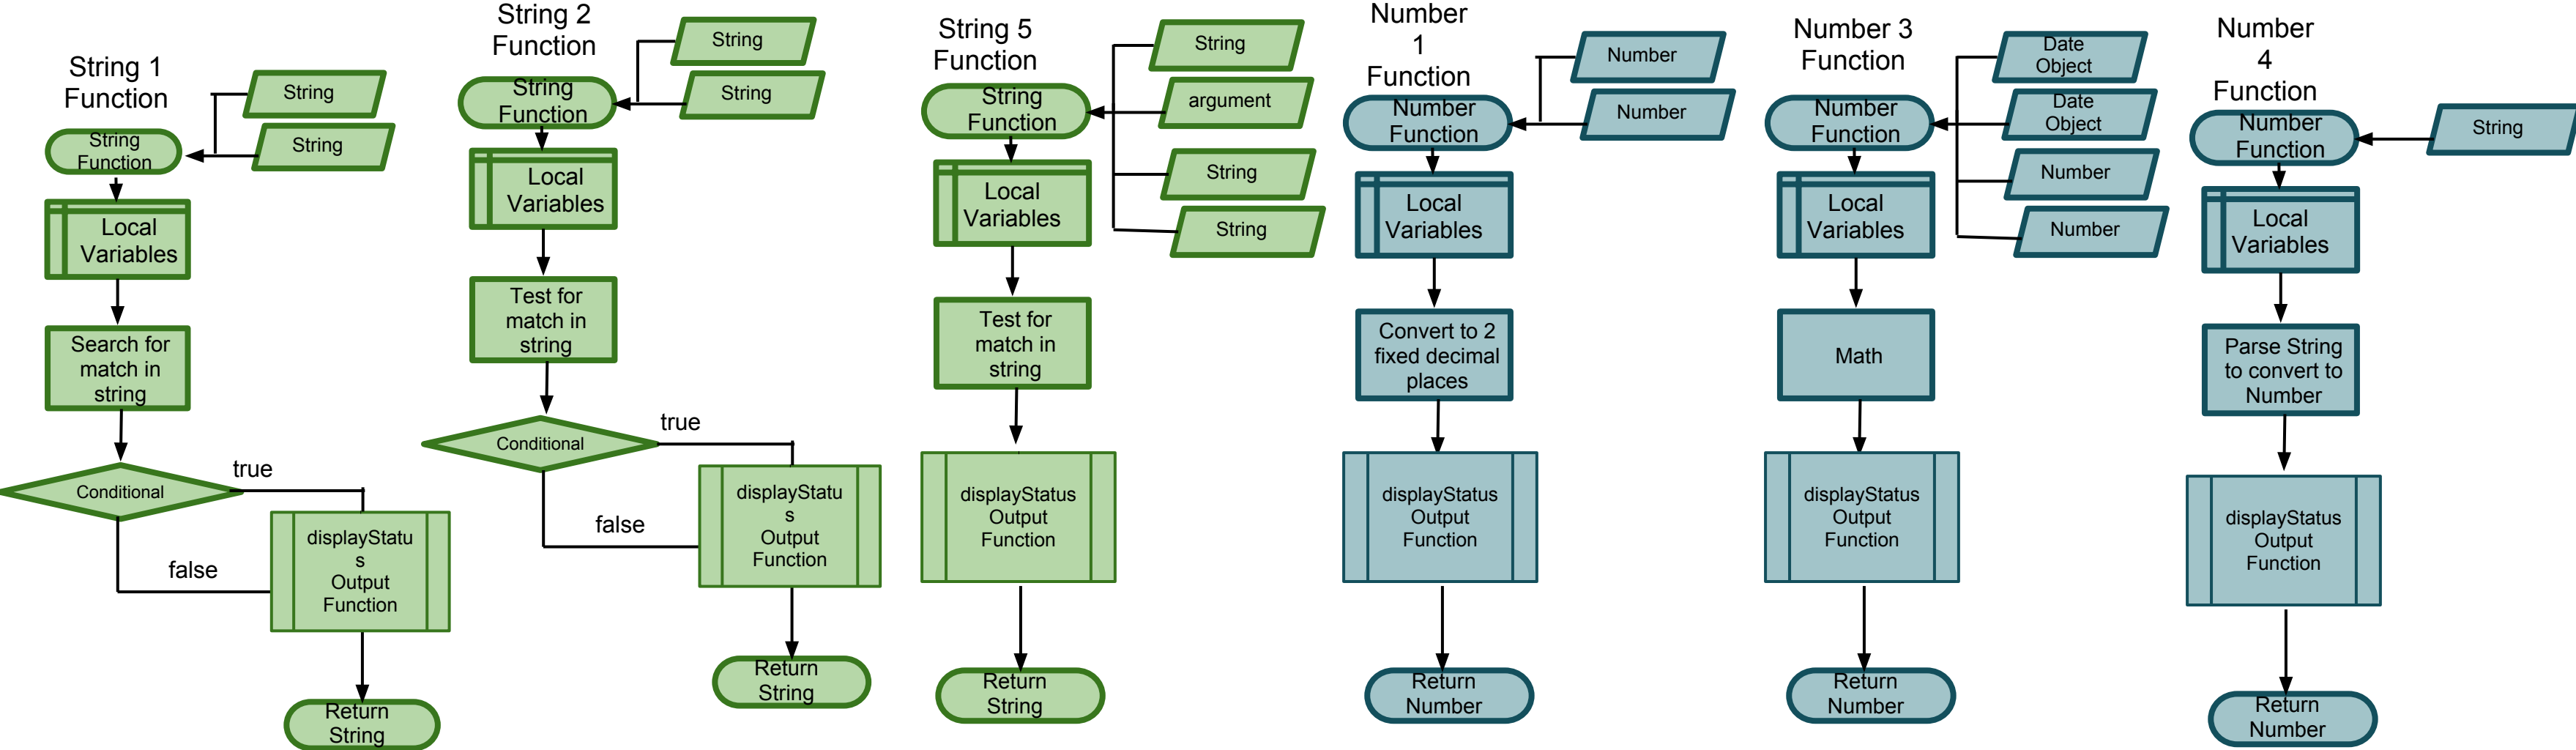 String 1
Function
String
String
String
Function
Local
Variables
Search for
match in
string
Conditional
true
false
displayStatu
s
Output
Function
Return
String
String 2
Function
String
String
String
Function
Local
Variables
Test for
match in
string
Conditional
true
false
displayStatu
s
Output
Function
Return
String
String 5
Function
String
argument
String
String
String
Function
Local
Variables
Test for
match in
string
displayStatus
Output
Function
Return
String
Number
1
Function
Number
Number
Number
Function
Local
Variables
Convert to 2
fixed decimal
places
displayStatus
Output
Function
Return
Number
Number 3
Function
Date
Object
Date
Object
Number
Number
Number
Function
Local
Variables
Math
displayStatus
Output
Function
Return
Number
Number
4
Function
String
Number
Function
Local
Variables
Parse String
to convert to
Number
displayStatus
Output
Function
Return
Number